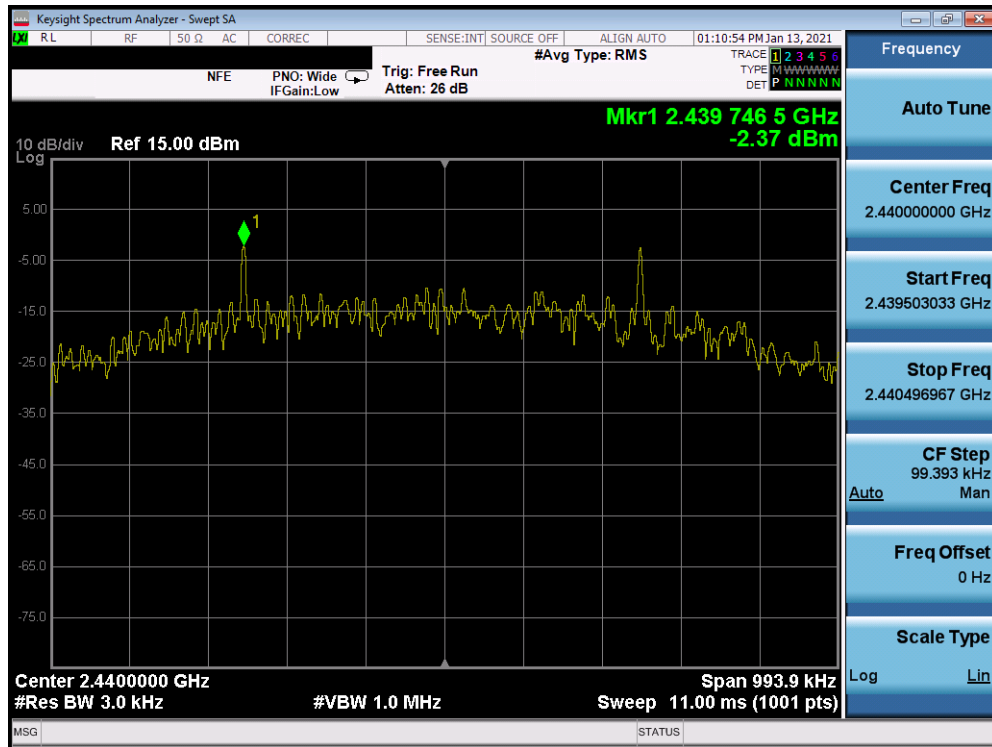 Keysight Spectrum Analyzer - Swept SA
LXI RL RF 50 Ω AC CORREC SENSE:INT SOURCE OFF ALIGN AUTO 01:10:54 PM Jan 13, 2021
#Avg Type: RMS
TRACE 1 2 3 4 5 6
TYPE M WWWWW
DET P N N N N N
NFE PNO: Wide Trig: Free Run
IFGain:Low Atten: 26 dB
Mkr1 2.439 746 5 GHz
-2.37 dBm
10 dB/div Ref 15.00 dBm
Log
1
5.00
-5.00
-15.0
-25.0
-35.0
-45.0
-55.0
-65.0
-75.0
Center 2.4400000 GHz Span 993.9 kHz
#Res BW 3.0 kHz #VBW 1.0 MHz Sweep 11.00 ms (1001 pts)
MSG STATUS
Frequency
Auto Tune
Center Freq
2.440000000 GHz
Start Freq
2.439503033 GHz
Stop Freq
2.440496967 GHz
CF Step
99.393 kHz
Auto Man
Freq Offset
0 Hz
Scale Type
Log Lin